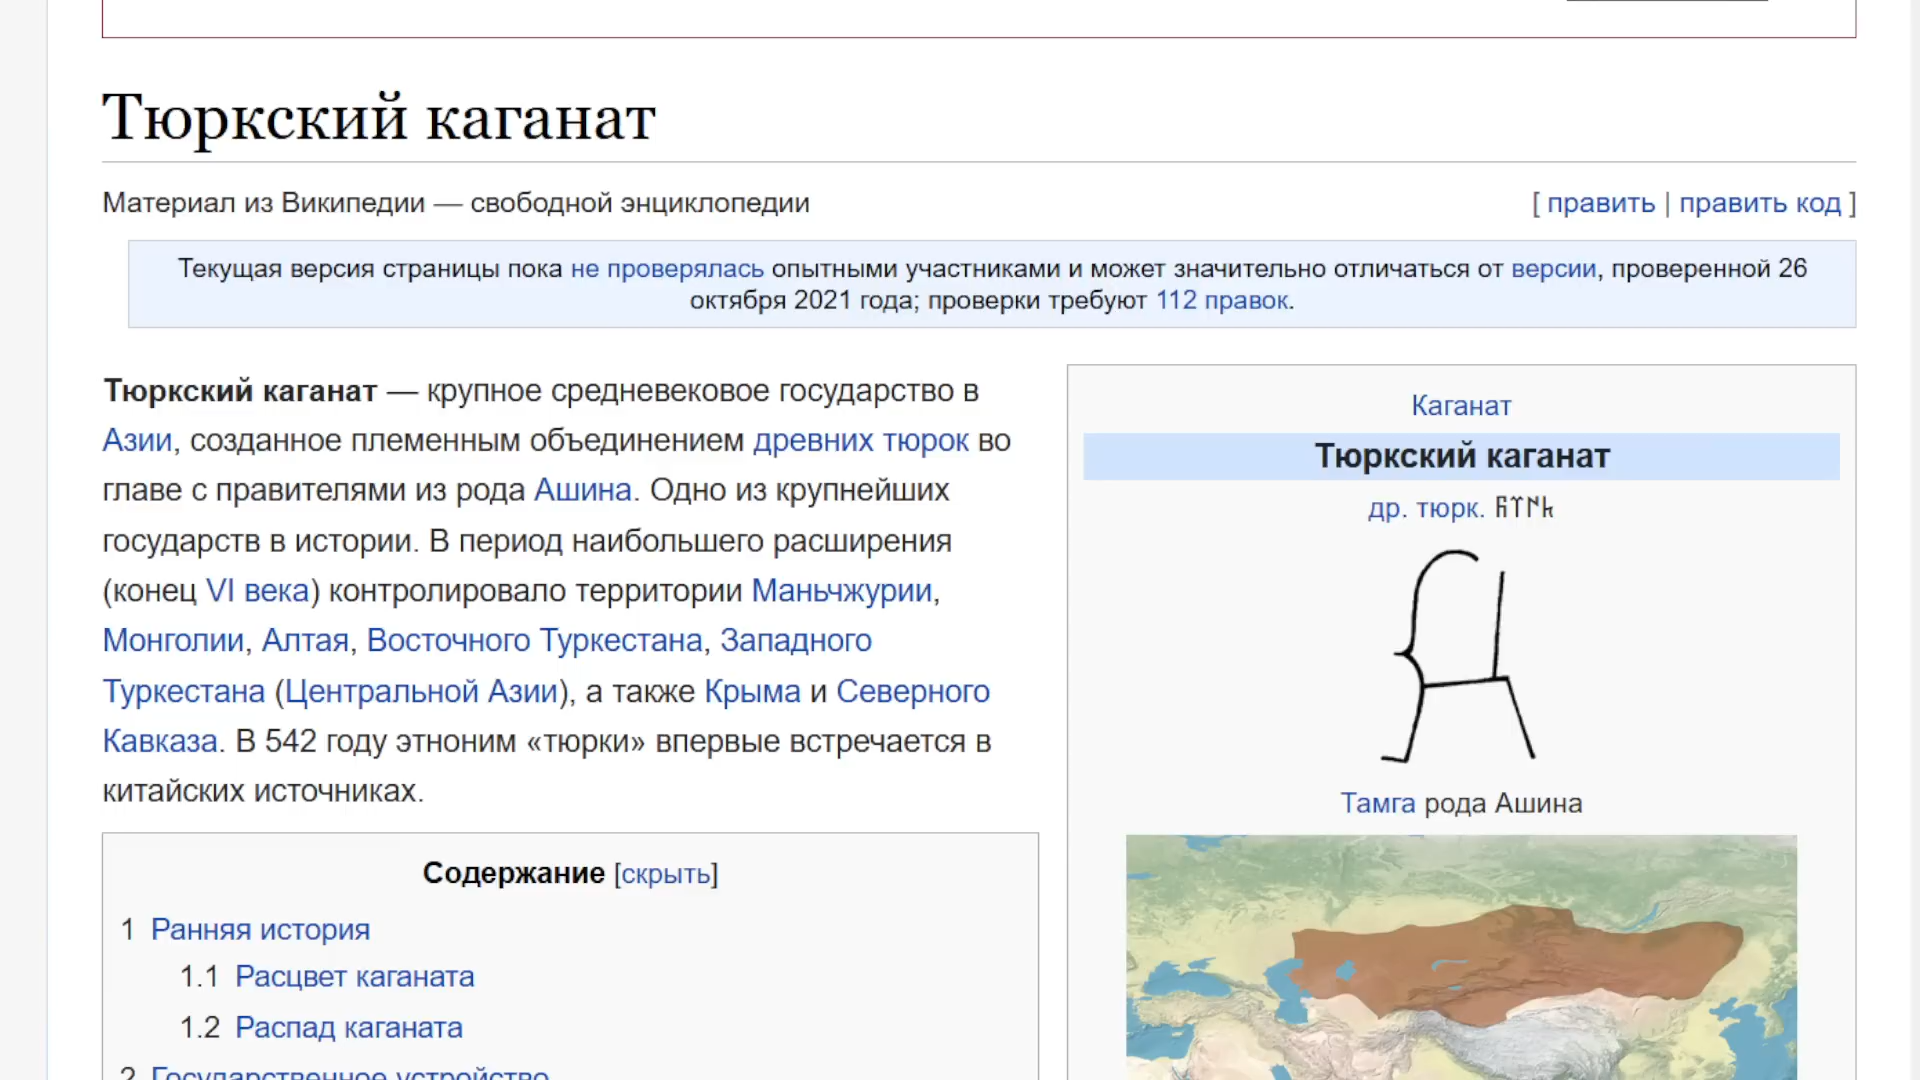 Тюркский каганат
Материал из Википедии — свободной энциклопедии
[ править | править код ]
Текущая версия страницы пока не проверялась опытными участниками и может значительно отличаться от версии, проверенной 26
октября 2021 года; проверки требуют 112 правок.
Тюркский каганат — крупное средневековое государство в
Азии, созданное племенным объединением древних тюрок во
главе с правителями из рода Ашина. Одно из крупнейших
государств в истории. В период наибольшего расширения
(конец VI века) контролировало территории Маньчжурии,
Монголии, Алтая, Восточного Туркестана, Западного
Туркестана (Центральной Азии), а также Крыма и Северного
Кавказа. В 542 году этноним «тюрки» впервые встречается в
китайских источниках.
Содержание [скрыть]
1 Ранняя история
1.1 Расцвет каганата
1.2 Распад каганата
2 Государственное устройство
Каганат
Тюркский каганат
др. тюрк.
Тамга рода Ашина